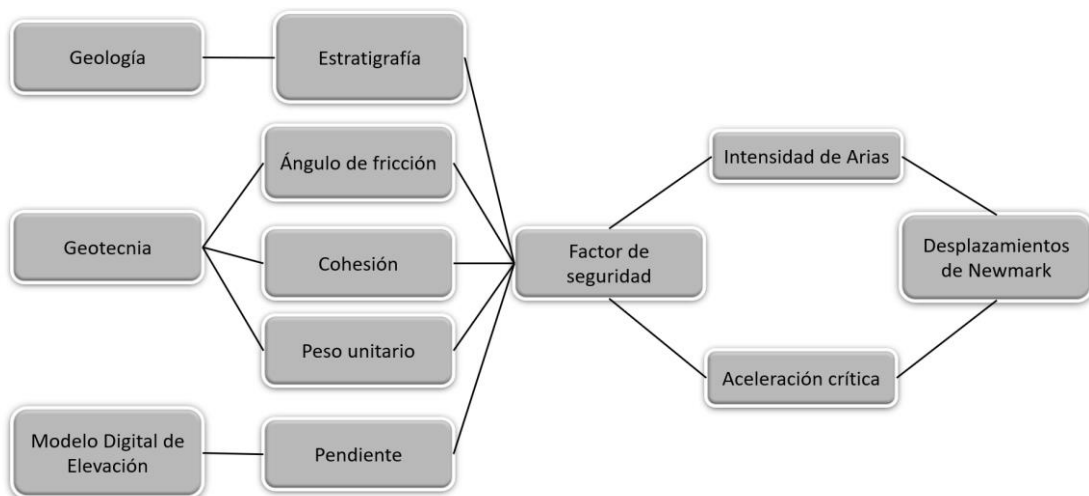 Geología
Estratigrafía
Ángulo de fricción
Geotecnia
Cohesión
Peso unitario
Modelo Digital de
Elevación
Pendiente
Factor de
seguridad
Intensidad de Arias
Aceleración crítica
Desplazamientos
de Newmark